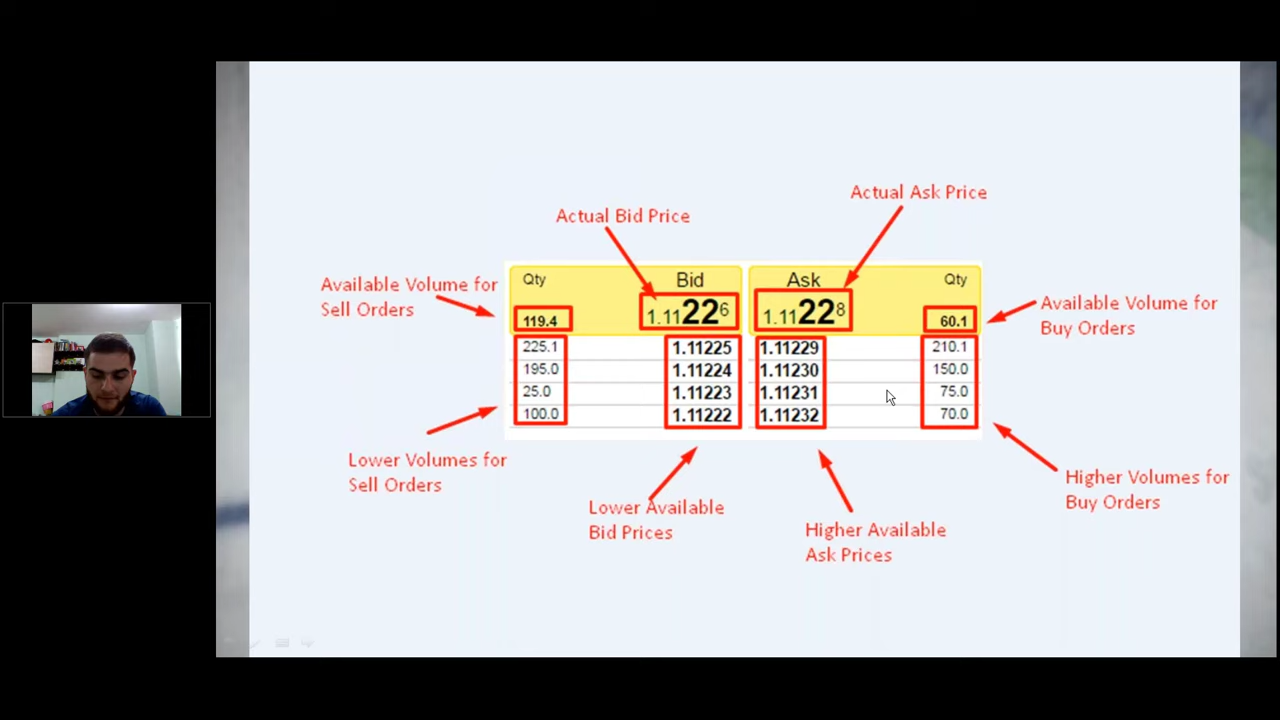 Actual Ask Price
Actual Bid Price
Available Volume for
Sell Orders
Available Volume for
Buy Orders
Qty Bid Ask Qty
119.4 1.11226 1.11228 60.1
225.1 1.11225 1.11229 210.1
195.0 1.11224 1.11230 150.0
25.0 1.11223 1.11231 75.0
100.0 1.11222 1.11232 70.0
Lower Volumes for
Sell Orders
Lower Available
Bid Prices
Higher Available
Ask Prices
Higher Volumes for
Buy Orders